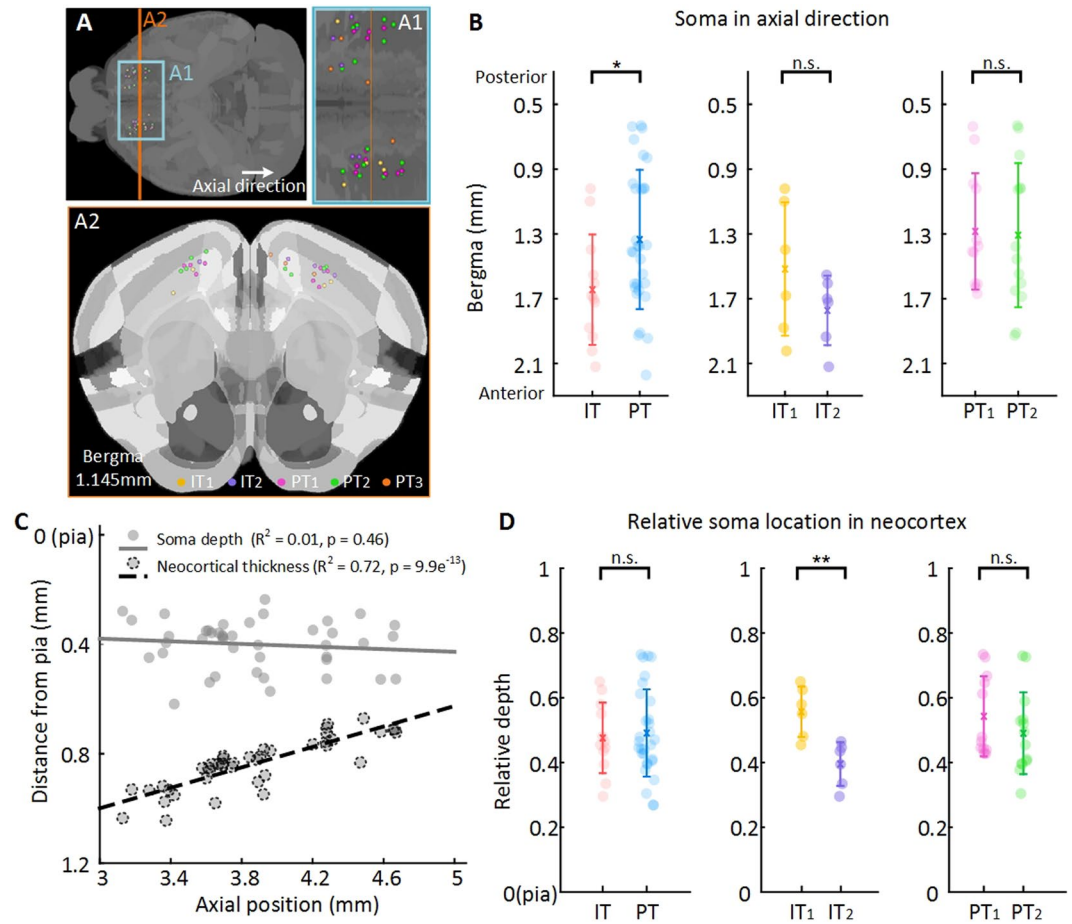 A
A2
A1
A1
Axial direction
A2
Bergma
1.145mm
IT1 IT2 PT1 PT2 PT3
B
Soma in axial direction
Posterior
Anterior
Bergma (mm)
0.5
0.9
1.3
1.7
2.1
*
IT PT
0.5
0.9
1.3
1.7
2.1
n.s.
IT1 IT2
0.5
0.9
1.3
1.7
2.1
n.s.
PT1 PT2
C
0 (pia)
0.4
0.8
1.2
Distance from pia (mm)
Soma depth (R² = 0.01, p = 0.46)
Neocortical thickness (R² = 0.72, p = 9.9e⁻¹³)
3 3.4 3.8 4.2 4.6 5
Axial position (mm)
D
Relative soma location in neocortex
Relative depth
1
0.8
0.6
0.4
0.2
0(pia)
n.s.
IT PT
1
0.8
0.6
0.4
0.2
0
**
IT1 IT2
1
0.8
0.6
0.4
0.2
0
n.s.
PT1 PT2